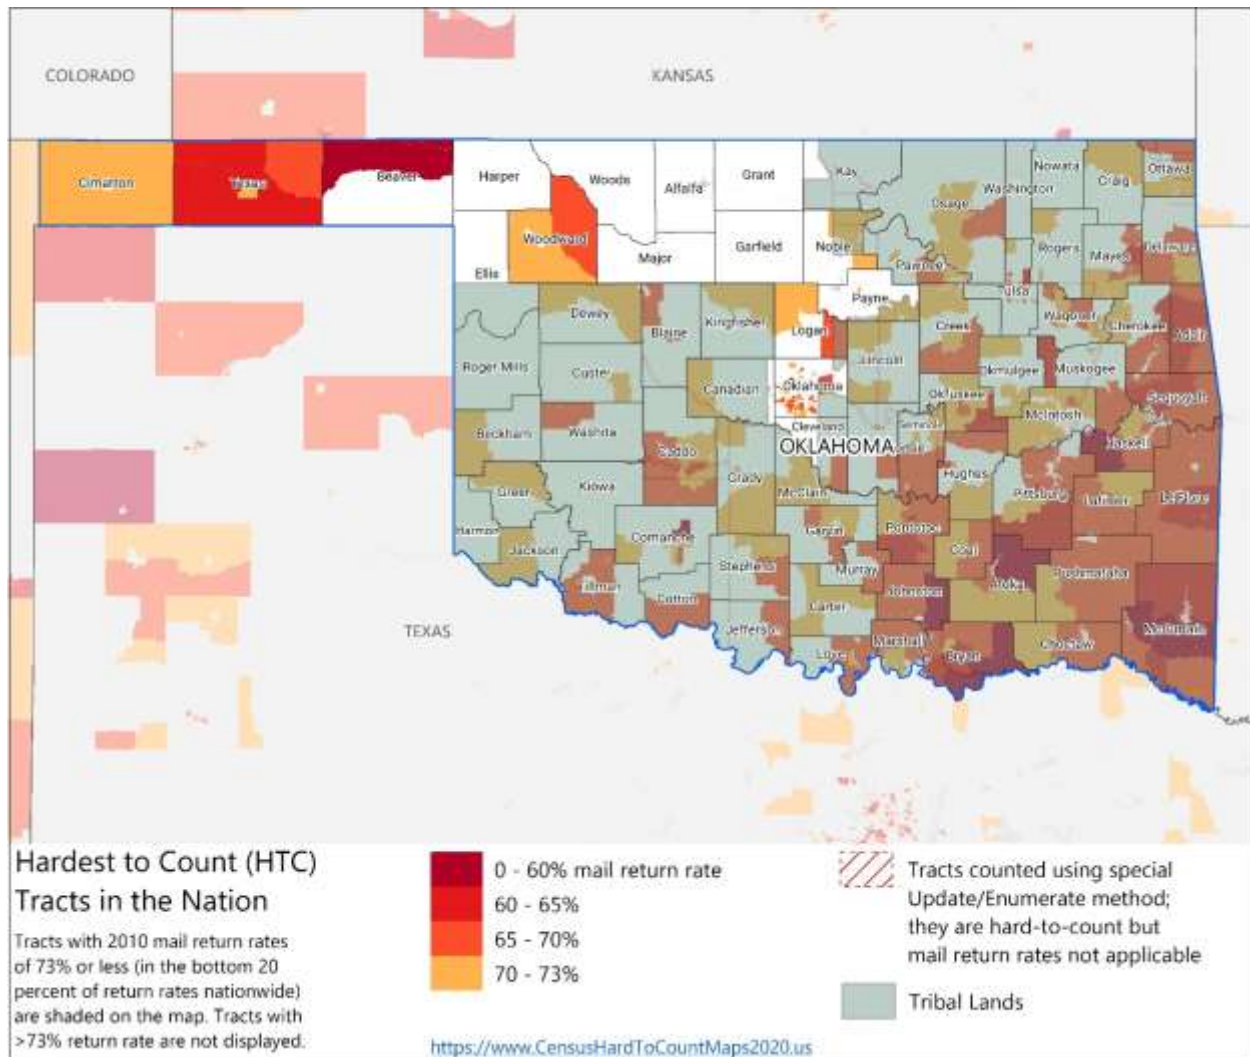 COLORADO
KANSAS
Cimarron
Texas
Beaver
Harper
Woods
Alfalfa
Grant
Kay
Osage
Washington
Nowata
Craig
Ottawa
Woodward
Ellis
Major
Garfield
Noble
Pawnee
Rogers
Mayes
Delaware
Dewey
Blaine
Kingfisher
Logan
Payne
Creek
Tulsa
Wagoner
Cherokee
Adair
Roger Mills
Custer
Canadian
Oklahoma
Lincoln
Okmulgee
Muskogee
Okfuskee
Sequoyah
McIntosh
Beckham
Washita
Caddo
Cleveland
Seminole
OKLAHOMA
Haskell
Greer
Kiowa
Grady
McClain
Hughes
Pittsburg
Latimer
LeFlore
Harmon
Jackson
Comanche
Garvin
Pontotoc
Coal
Stephens
Murray
Johnston
Atoka
Pushmataha
Tillman
Cotton
Carter
Jefferson
Love
Marshall
Bryan
Choctaw
McCurtain
TEXAS
Hardest to Count (HTC)
Tracts in the Nation
Tracts with 2010 mail return rates
of 73% or less (in the bottom 20
percent of return rates nationwide)
are shaded on the map. Tracts with
>73% return rate are not displayed.
0 - 60% mail return rate
60 - 65%
65 - 70%
70 - 73%
https://www.CensusHardToCountMaps2020.us
Tracts counted using special
Update/Enumerate method;
they are hard-to-count but
mail return rates not applicable
Tribal Lands